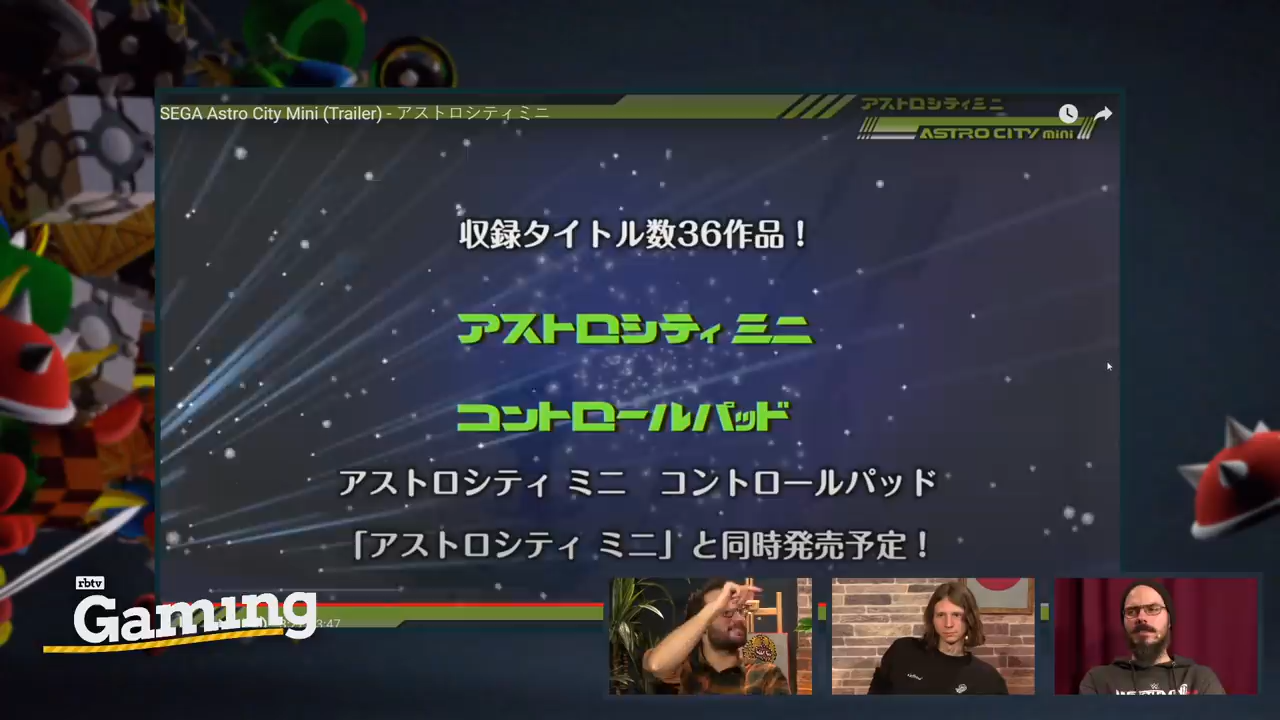 SEGA Astro City Mini (Trailer) - アストロシティミニ
アストロシティミニ
ASTRO CITY mini
収録タイトル数36作品！
アストロシティ ミニ
コントロールパッド
アストロシティ ミニ　コントロールパッド
「アストロシティ ミニ」と同時発売予定！
rbtv
Gaming
3:47